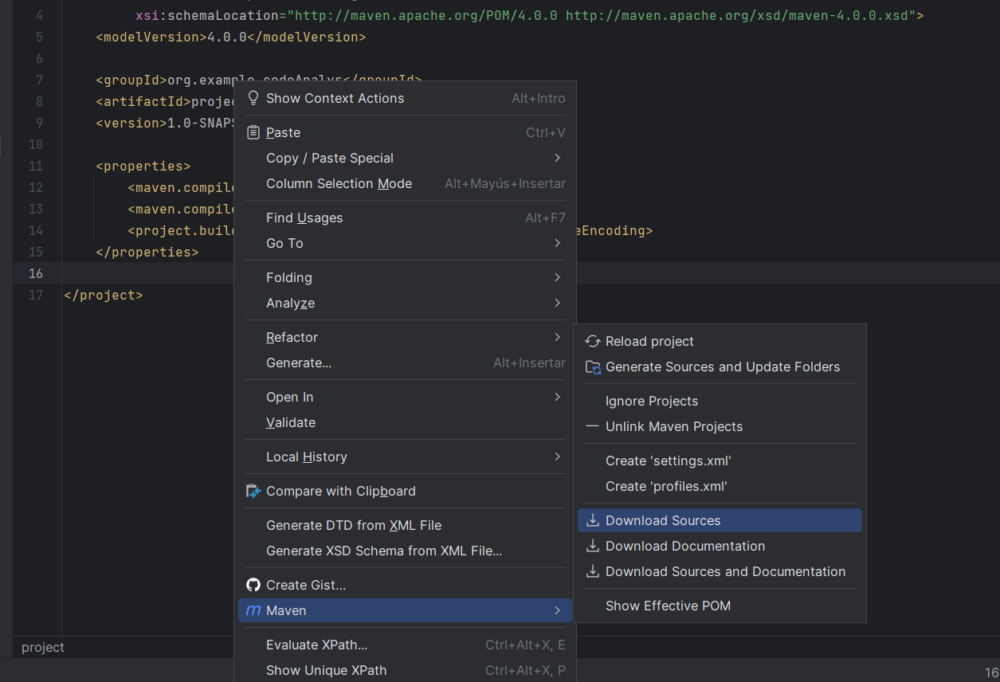 4 xsi:schemaLocation="http://maven.apache.org/POM/4.0.0 http://maven.apache.org/xsd/maven-4.0.0.xsd">
5 <modelVersion>4.0.0</modelVersion>
6
7 <groupId>org.example.codeAnalys</groupId>
8 <artifactId>projec
9 <version>1.0-SNAPS
10
11 <properties>
12 <maven.compile
13 <maven.compile
14 <project.build eEncoding>
15 </properties>
16
17 </project>
Show Context Actions Alt+Intro
Paste Ctrl+V
Copy / Paste Special
Column Selection Mode Alt+Mayús+Insertar
Find Usages Alt+F7
Go To
Folding
Analyze
Refactor
Generate... Alt+Insertar
Open In
Validate
Local History
Compare with Clipboard
Generate DTD from XML File
Generate XSD Schema from XML File...
Create Gist...
Maven
Evaluate XPath... Ctrl+Alt+X, E
Show Unique XPath Ctrl+Alt+X, P
Reload project
Generate Sources and Update Folders
Ignore Projects
Unlink Maven Projects
Create 'settings.xml'
Create 'profiles.xml'
Download Sources
Download Documentation
Download Sources and Documentation
Show Effective POM
project
16